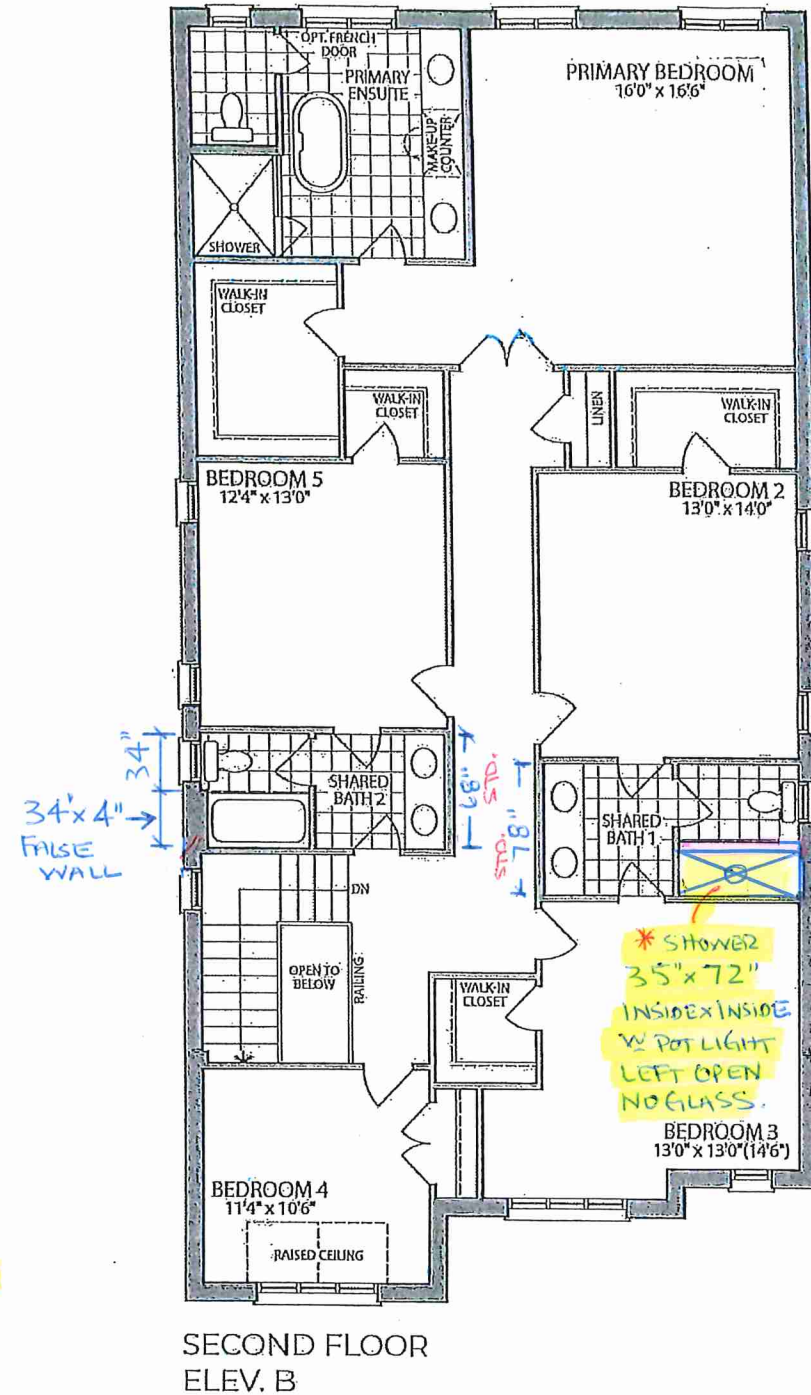 OPT. FRENCH
DOOR
PRIMARY
ENSUITE
MAKE-UP
COUNTER
SHOWER
PRIMARY BEDROOM
16'0" x 16'6"
WALK-IN
CLOSET
WALK-IN
CLOSET
LINEN
WALK-IN
CLOSET
BEDROOM 5
12'4" x 13'0"
BEDROOM 2
13'0" x 14'0"
34"
34" x 4" →
FALSE
WALL
SHARED
BATH 2
68"
STD.
78"
STD.
SHARED
BATH 1
DN
OPEN TO
BELOW
RAILING
WALK-IN
CLOSET
* SHOWER
35" x 72"
INSIDE x INSIDE
W/ POT LIGHT
LEFT OPEN
NO GLASS.
BEDROOM 3
13'0" x 13'0" (14'6")
BEDROOM 4
11'4" x 10'6"
RAISED CEILING
SECOND FLOOR
ELEV. B